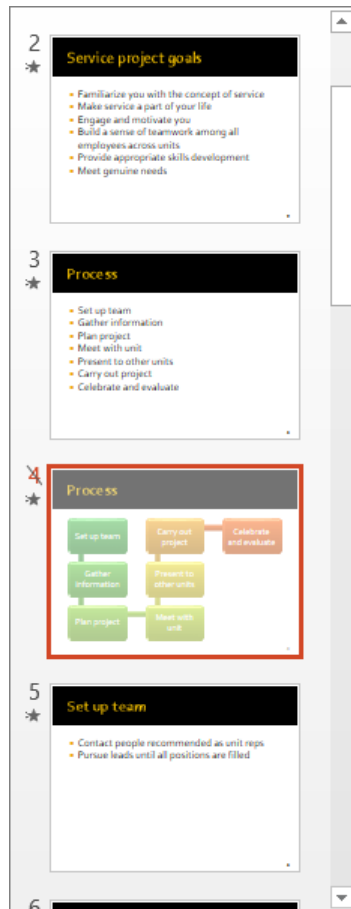 2
Service project goals
Familiarize you with the concept of service
Make service a part of your life
Engage and motivate you
Build a sense of teamwork among all
employees across units
Provide appropriate skills development
Meet genuine needs
3
Process
Set up team
Gather information
Plan project
Meet with unit
Present to other units
Carry out project
Celebrate and evaluate
4
Process
Set up team
Gather
information
Plan project
Meet with
unit
Present to
other units
Carry out
project
Celebrate
and evaluate
5
Set up team
Contact people recommended as unit reps
Pursue leads until all positions are filled
6